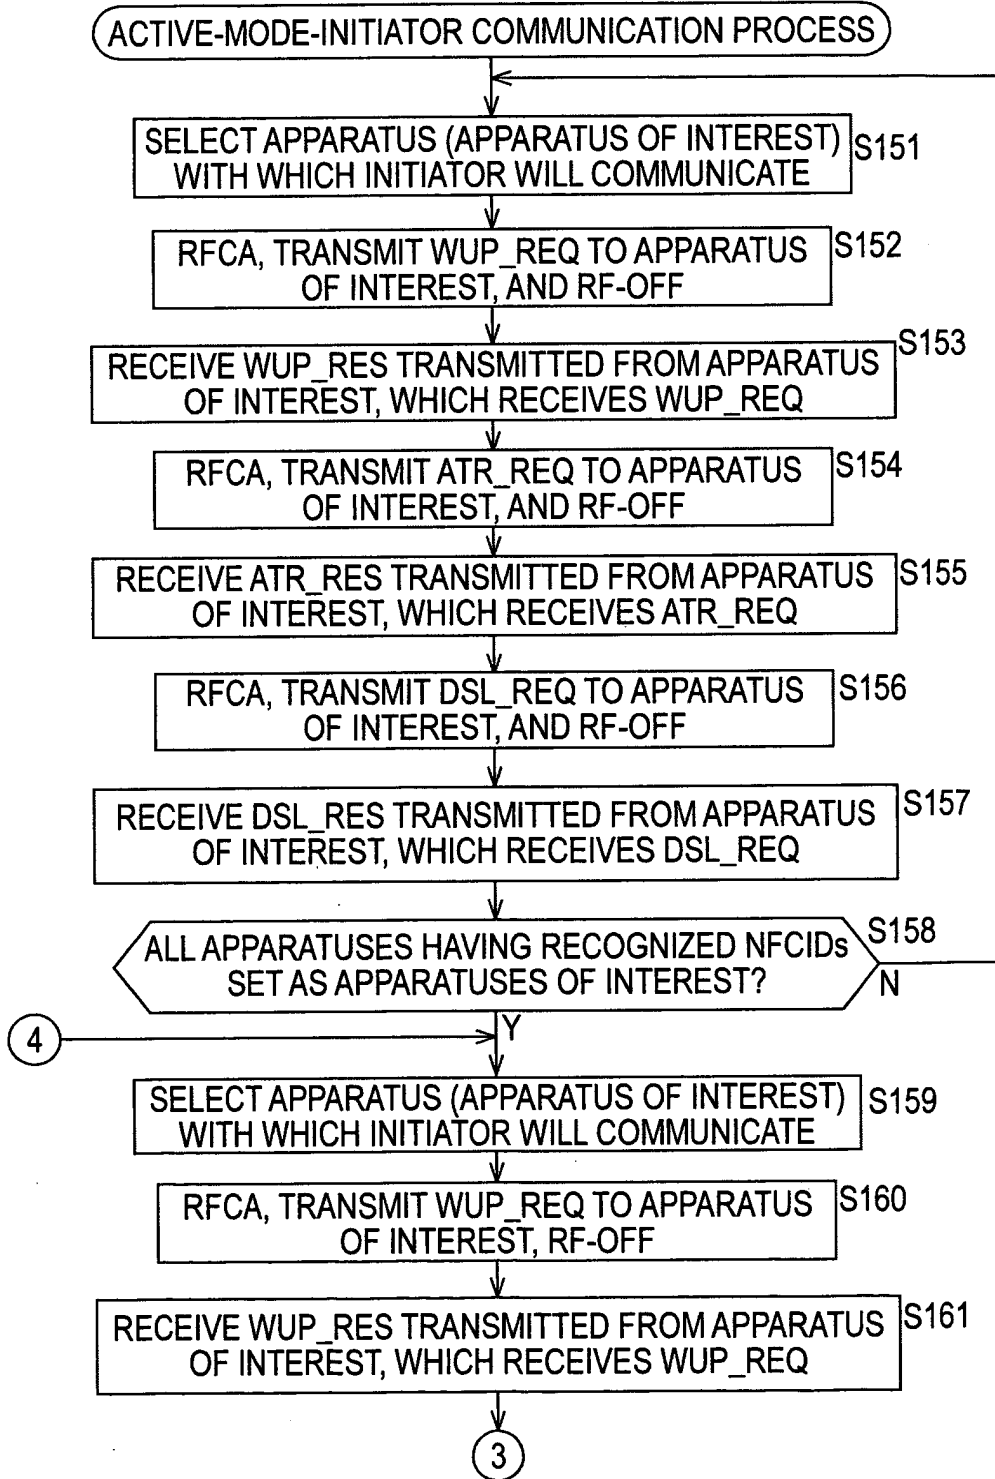 ACTIVE-MODE-INITIATOR COMMUNICATION PROCESS
SELECT APPARATUS (APPARATUS OF INTEREST)
WITH WHICH INITIATOR WILL COMMUNICATE
S151
RFCA, TRANSMIT WUP_REQ TO APPARATUS
OF INTEREST, AND RF-OFF
S152
RECEIVE WUP_RES TRANSMITTED FROM APPARATUS
OF INTEREST, WHICH RECEIVES WUP_REQ
S153
RFCA, TRANSMIT ATR_REQ TO APPARATUS
OF INTEREST, AND RF-OFF
S154
RECEIVE ATR_RES TRANSMITTED FROM APPARATUS
OF INTEREST, WHICH RECEIVES ATR_REQ
S155
RFCA, TRANSMIT DSL_REQ TO APPARATUS
OF INTEREST, AND RF-OFF
S156
RECEIVE DSL_RES TRANSMITTED FROM APPARATUS
OF INTEREST, WHICH RECEIVES DSL_REQ
S157
ALL APPARATUSES HAVING RECOGNIZED NFCIDs
SET AS APPARATUSES OF INTEREST?
S158
N
Y
4
SELECT APPARATUS (APPARATUS OF INTEREST)
WITH WHICH INITIATOR WILL COMMUNICATE
S159
RFCA, TRANSMIT WUP_REQ TO APPARATUS
OF INTEREST, RF-OFF
S160
RECEIVE WUP_RES TRANSMITTED FROM APPARATUS
OF INTEREST, WHICH RECEIVES WUP_REQ
S161
3